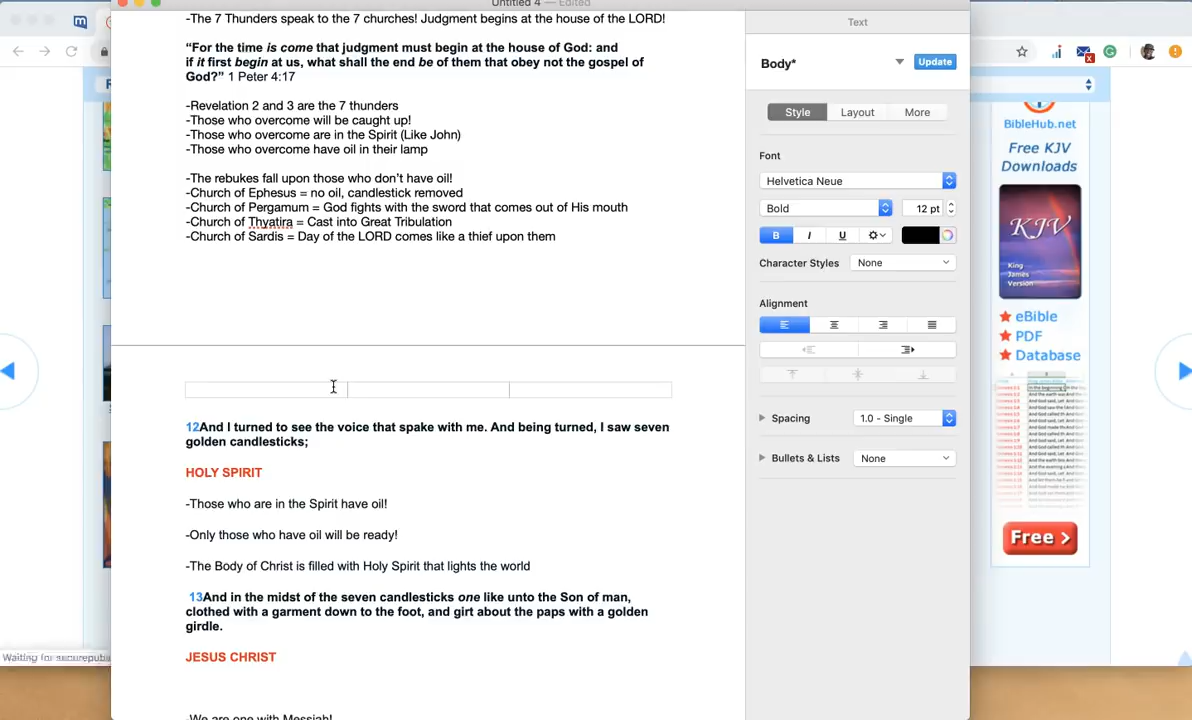 Untitled 4 — Edited
-The 7 Thunders speak to the 7 churches! Judgment begins at the house of the LORD!
“For the time is come that judgment must begin at the house of God: and
if it first begin at us, what shall the end be of them that obey not the gospel of
God?” 1 Peter 4:17
-Revelation 2 and 3 are the 7 thunders
-Those who overcome will be caught up!
-Those who overcome are in the Spirit (Like John)
-Those who overcome have oil in their lamp
-The rebukes fall upon those who don’t have oil!
-Church of Ephesus = no oil, candlestick removed
-Church of Pergamum = God fights with the sword that comes out of His mouth
-Church of Thyatira = Cast into Great Tribulation
-Church of Sardis = Day of the LORD comes like a thief upon them
12And I turned to see the voice that spake with me. And being turned, I saw seven
golden candlesticks;
HOLY SPIRIT
-Those who are in the Spirit have oil!
-Only those who have oil will be ready!
-The Body of Christ is filled with Holy Spirit that lights the world
13And in the midst of the seven candlesticks one like unto the Son of man,
clothed with a garment down to the foot, and girt about the paps with a golden
girdle.
JESUS CHRIST
-We are one with Messiah!
Text
Body*
Update
Style
Layout
More
Font
Helvetica Neue
Bold
12 pt
B
I
U
Character Styles
None
Alignment
Spacing
1.0 - Single
Bullets & Lists
None
BibleHub.net
Free KJV
Downloads
KJV
King
James
Version
eBible
PDF
Database
Free >